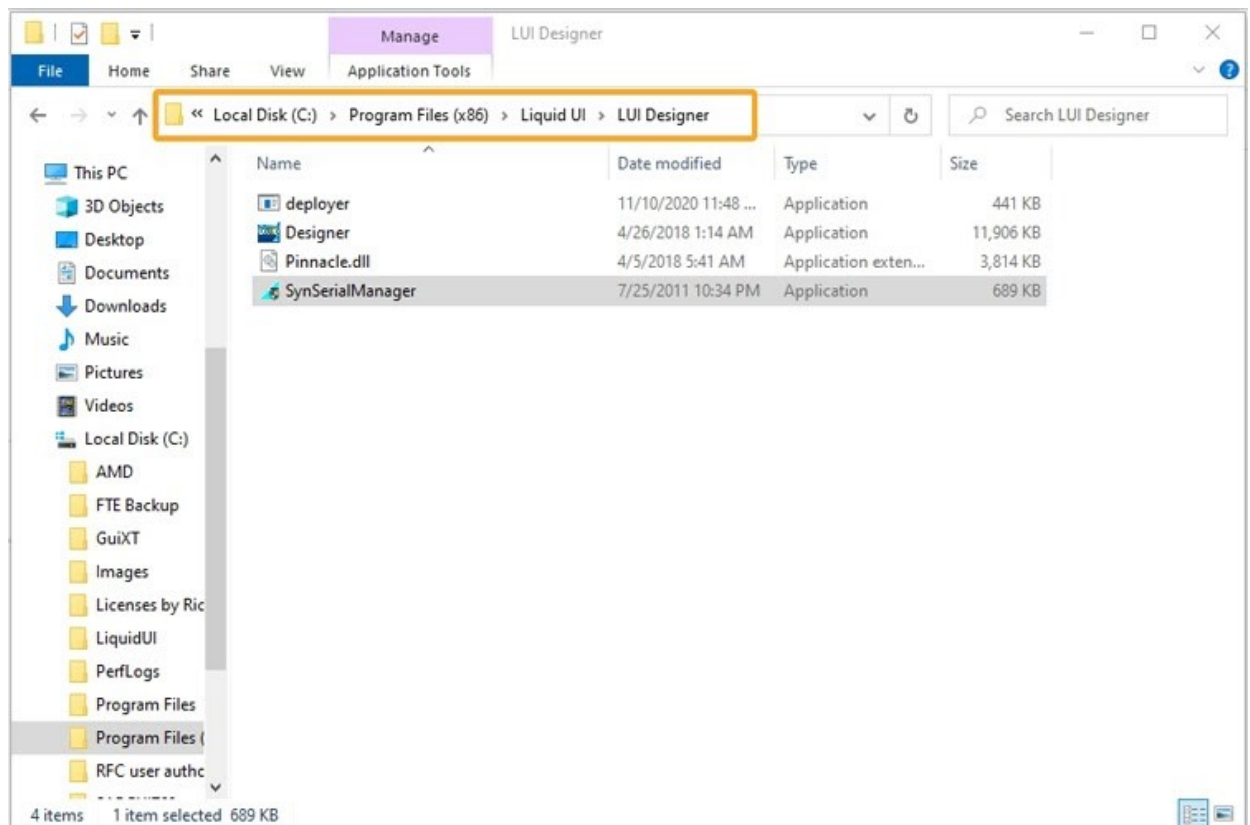 Manage LUI Designer
File Home Share View Application Tools
« Local Disk (C:) > Program Files (x86) > Liquid UI > LUI Designer Search LUI Designer
Name Date modified Type Size
This PC
3D Objects
Desktop
Documents
Downloads
Music
Pictures
Videos
Local Disk (C:)
AMD
FTE Backup
GuiXT
Images
Licenses by Ric
LiquidUI
PerfLogs
Program Files
Program Files (
RFC user authc
deployer 11/10/2020 11:48 ... Application 441 KB
Designer 4/26/2018 1:14 AM Application 11,906 KB
Pinnacle.dll 4/5/2018 5:41 AM Application exten... 3,814 KB
SynSerialManager 7/25/2011 10:34 PM Application 689 KB
4 items 1 item selected 689 KB